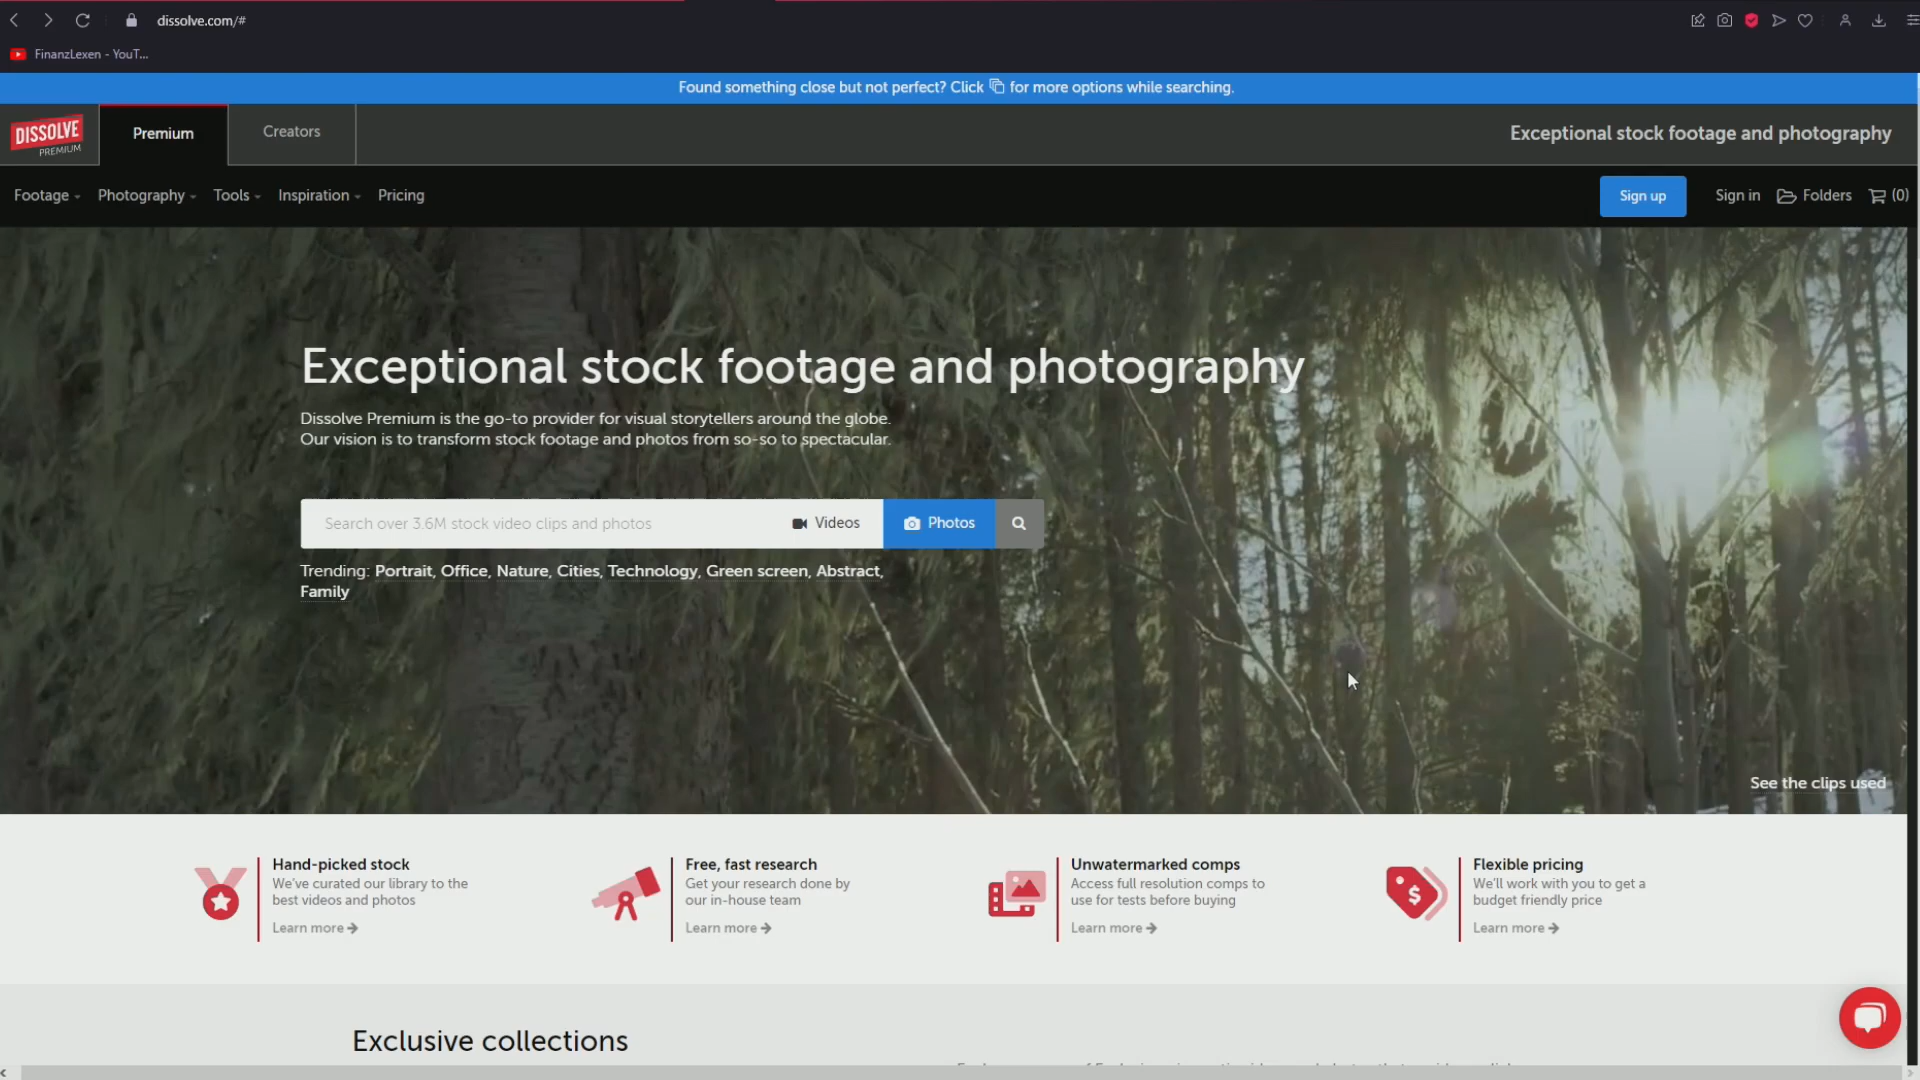 dissolve.com/#
FinanzLexen - YouT...
Found something close but not perfect? Click for more options while searching.
DISSOLVE
PREMIUM
Premium
Creators
Exceptional stock footage and photography
Footage
Photography
Tools
Inspiration
Pricing
Sign up
Sign in
Folders
(0)
Exceptional stock footage and photography
Dissolve Premium is the go-to provider for visual storytellers around the globe.
Our vision is to transform stock footage and photos from so-so to spectacular.
Search over 3.6M stock video clips and photos
Videos
Photos
Trending: Portrait, Office, Nature, Cities, Technology, Green screen, Abstract,
Family
See the clips used
Hand-picked stock
We've curated our library to the
best videos and photos
Learn more
Free, fast research
Get your research done by
our in-house team
Learn more
Unwatermarked comps
Access full resolution comps to
use for tests before buying
Learn more
Flexible pricing
We'll work with you to get a
budget friendly price
Learn more
Exclusive collections